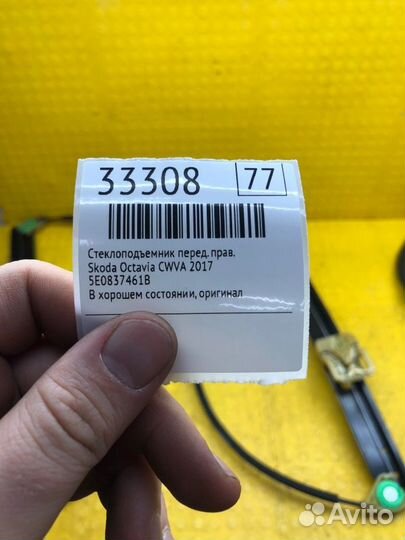 33308 77
Стеклоподъемник перед. прав.
Skoda Octavia CWVA 2017
5E0837461B
В хорошем состоянии, оригинал
Avito